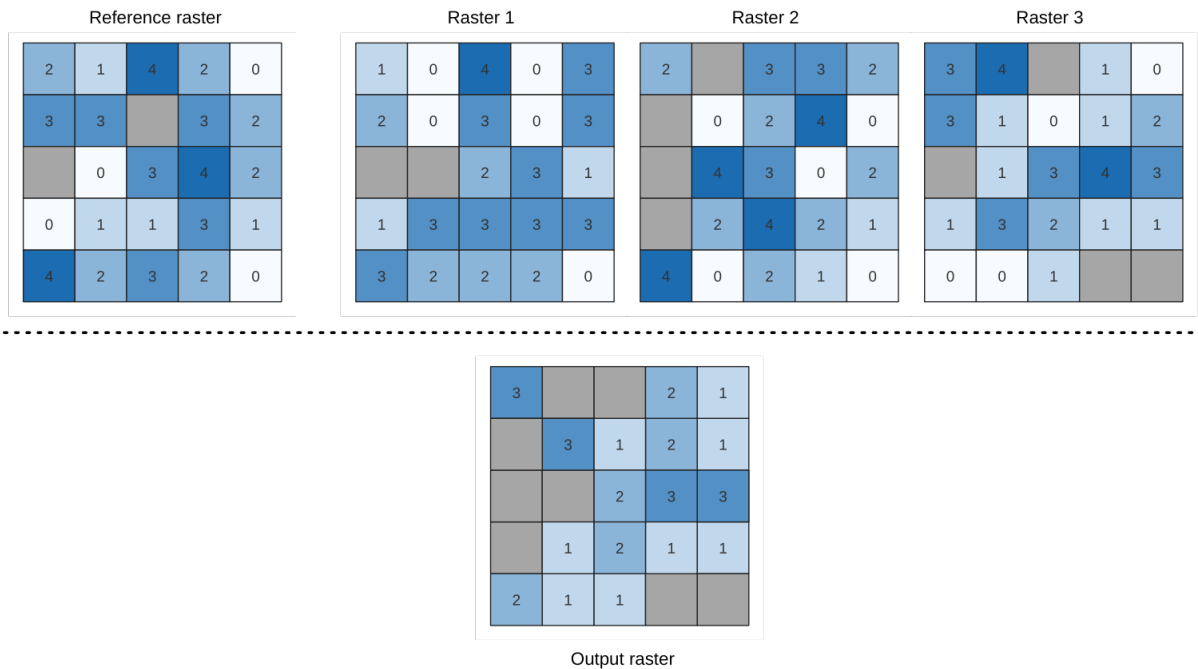 Reference raster Raster 1 Raster 2 Raster 3
2 1 4 2 0 1 0 4 0 3 2 3 3 2 3 4 1 0
3 3 3 2 2 0 3 0 3 0 2 4 0 3 1 0 1 2
0 3 4 2 2 3 1 4 3 0 2 1 3 4 3
0 1 1 3 1 1 3 3 3 3 2 4 2 1 1 3 2 1 1
4 2 3 2 0 3 2 2 2 0 4 0 2 1 0 0 0 1
3 2 1
3 1 2 1
2 3 3
1 2 1 1
2 1 1
Output raster